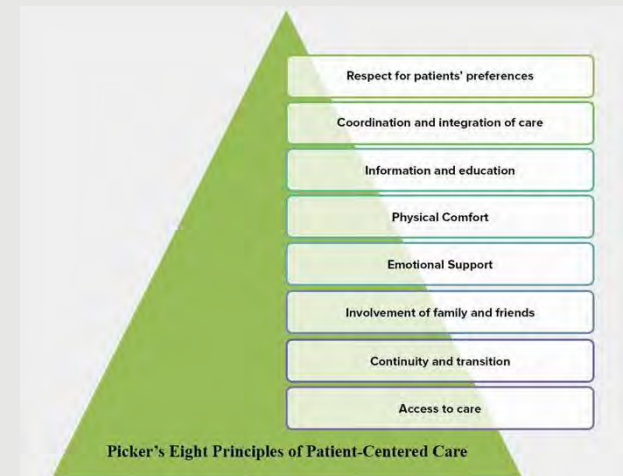 Respect for patients' preferences
Coordination and integration of care
Information and education
Physical Comfort
Emotional Support
Involvement of family and friends
Continuity and transition
Access to care
Picker's Eight Principles of Patient-Centered Care